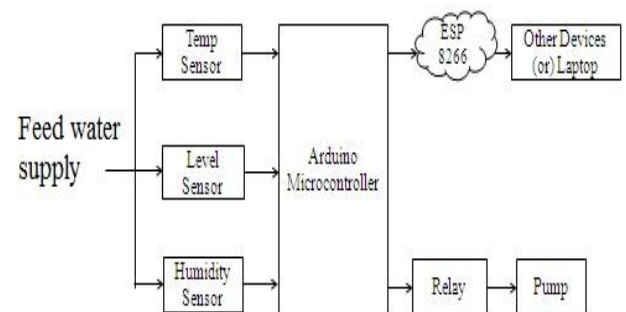 Temp
Sensor
ESP
8266
Other Devices
(or) Laptop
Feed water
supply
Level
Sensor
Arduino
Microcontroller
Humidity
Sensor
Relay
Pump